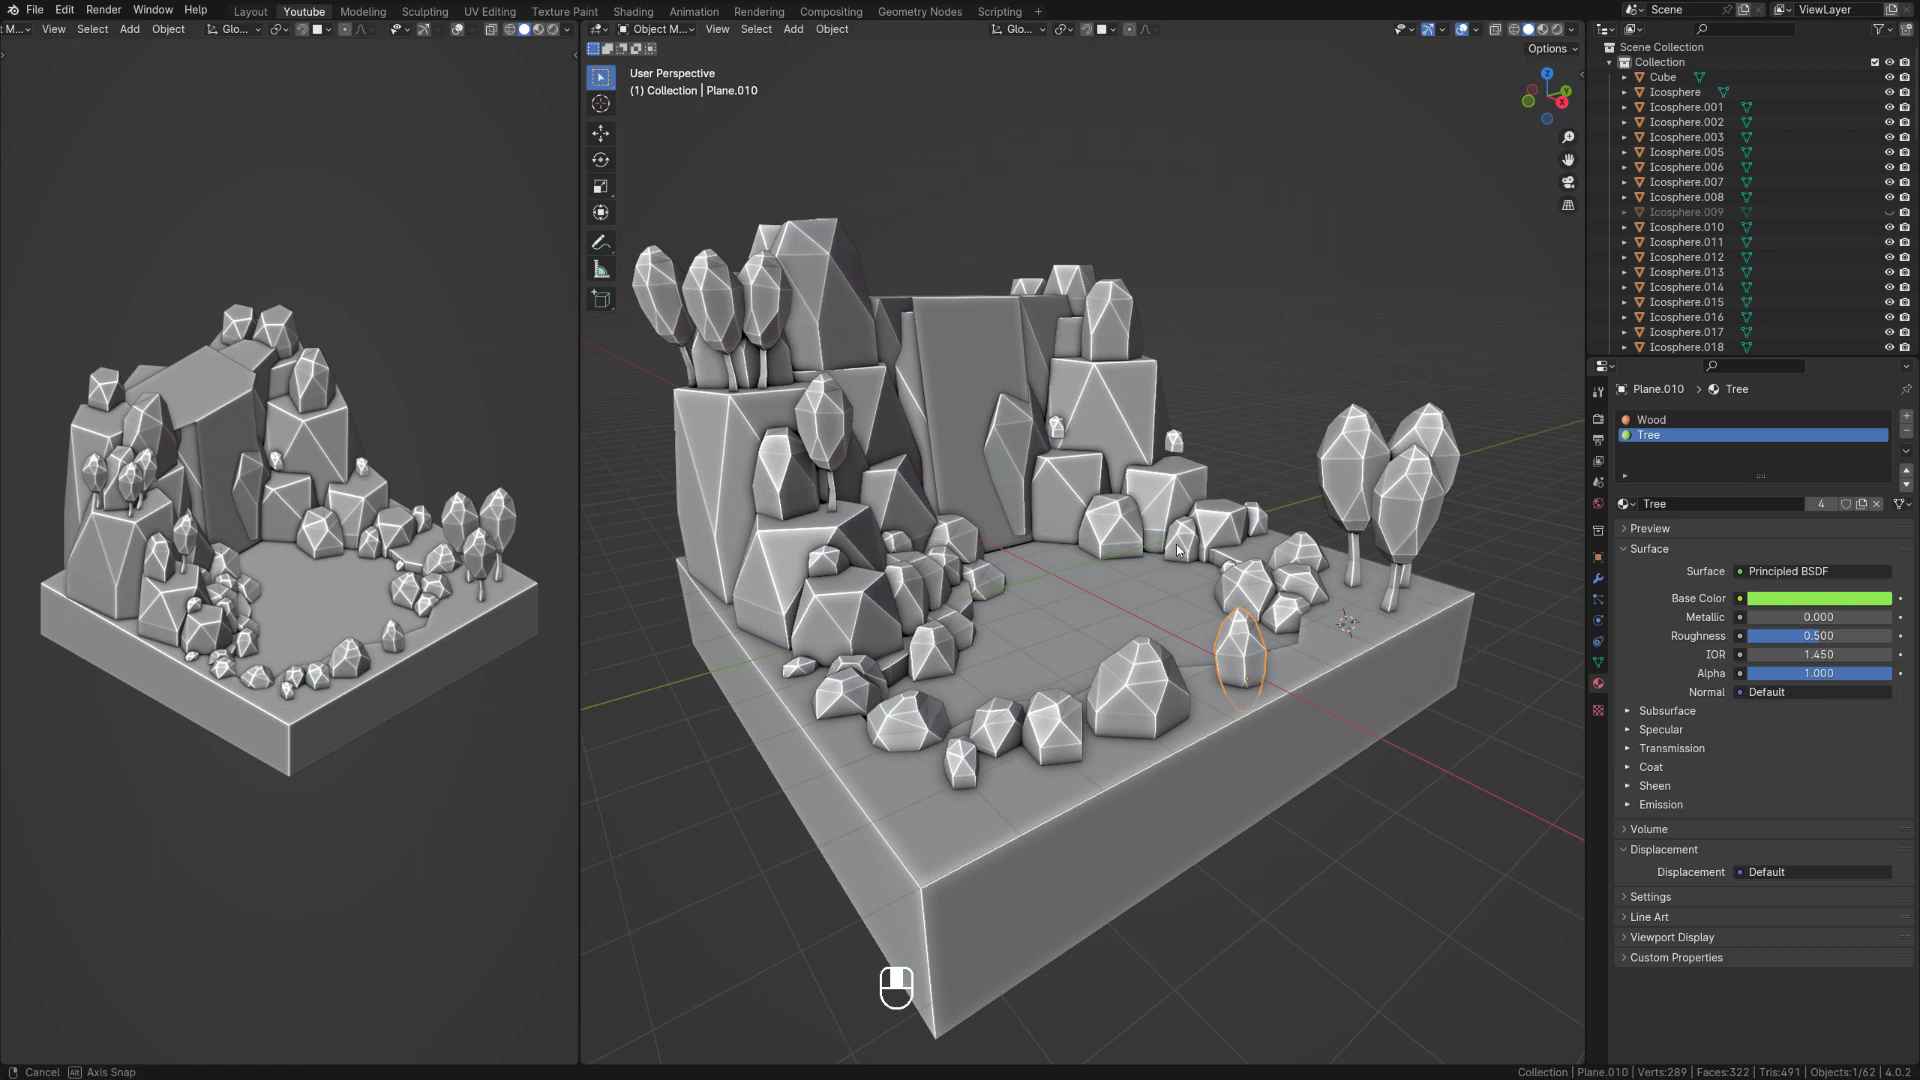 File Edit Render Window Help Layout Youtube Modeling Sculpting UV Editing Texture Paint Shading Animation Rendering Compositing Geometry Nodes Scripting + Scene ViewLayer
M... View Select Add Object Glo... Object M... View Select Add Object Glo...
Options
User Perspective
(1) Collection | Plane.010
Z
Y
X
Scene Collection
Collection
Cube
Icosphere
Icosphere.001
Icosphere.002
Icosphere.003
Icosphere.005
Icosphere.006
Icosphere.007
Icosphere.008
Icosphere.009
Icosphere.010
Icosphere.011
Icosphere.012
Icosphere.013
Icosphere.014
Icosphere.015
Icosphere.016
Icosphere.017
Icosphere.018
Plane.010 > Tree
Wood
Tree
Tree 4
Preview
Surface
Surface Principled BSDF
Base Color
Metallic 0.000
Roughness 0.500
IOR 1.450
Alpha 1.000
Normal Default
Subsurface
Specular
Transmission
Coat
Sheen
Emission
Volume
Displacement
Displacement Default
Settings
Line Art
Viewport Display
Custom Properties
Cancel Alt Axis Snap
Collection | Plane.010 | Verts:289 | Faces:322 | Tris:491 | Objects:1/62 | 4.0.2